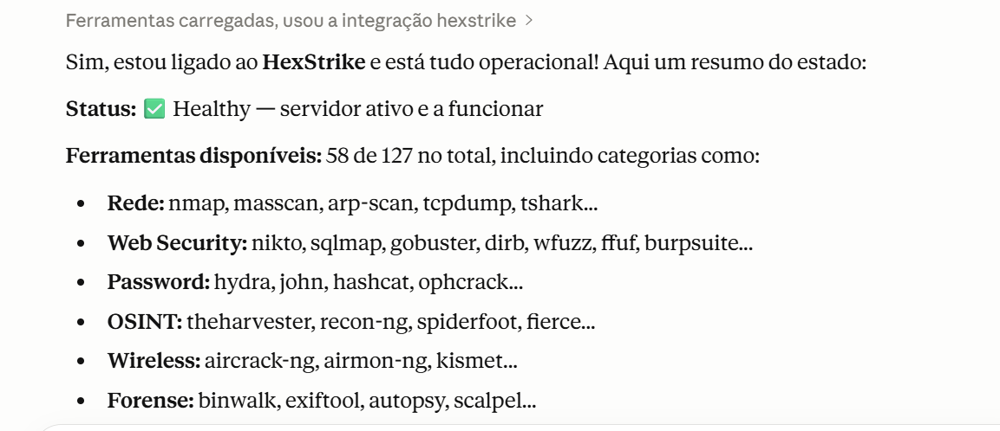 Ferramentas carregadas, usou a integração hexstrike >
Sim, estou ligado ao HexStrike e está tudo operacional! Aqui um resumo do estado:
Status: ✅ Healthy — servidor ativo e a funcionar
Ferramentas disponíveis: 58 de 127 no total, incluindo categorias como:
• Rede: nmap, masscan, arp-scan, tcpdump, tshark...
• Web Security: nikto, sqlmap, gobuster, dirb, wfuzz, ffuf, burpsuite...
• Password: hydra, john, hashcat, ophcrack...
• OSINT: theharvester, recon-ng, spiderfoot, fierce...
• Wireless: aircrack-ng, airmon-ng, kismet...
• Forense: binwalk, exiftool, autopsy, scalpel...